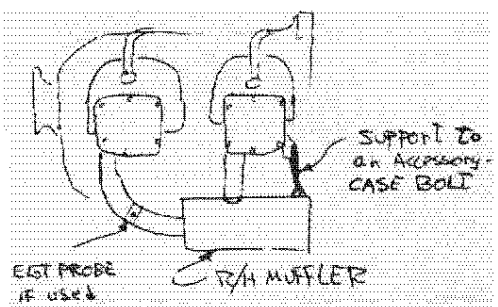 SUPPORT to
an Accessory-
CASE BOLT
EGT PROBE
if used
R/H MUFFLER